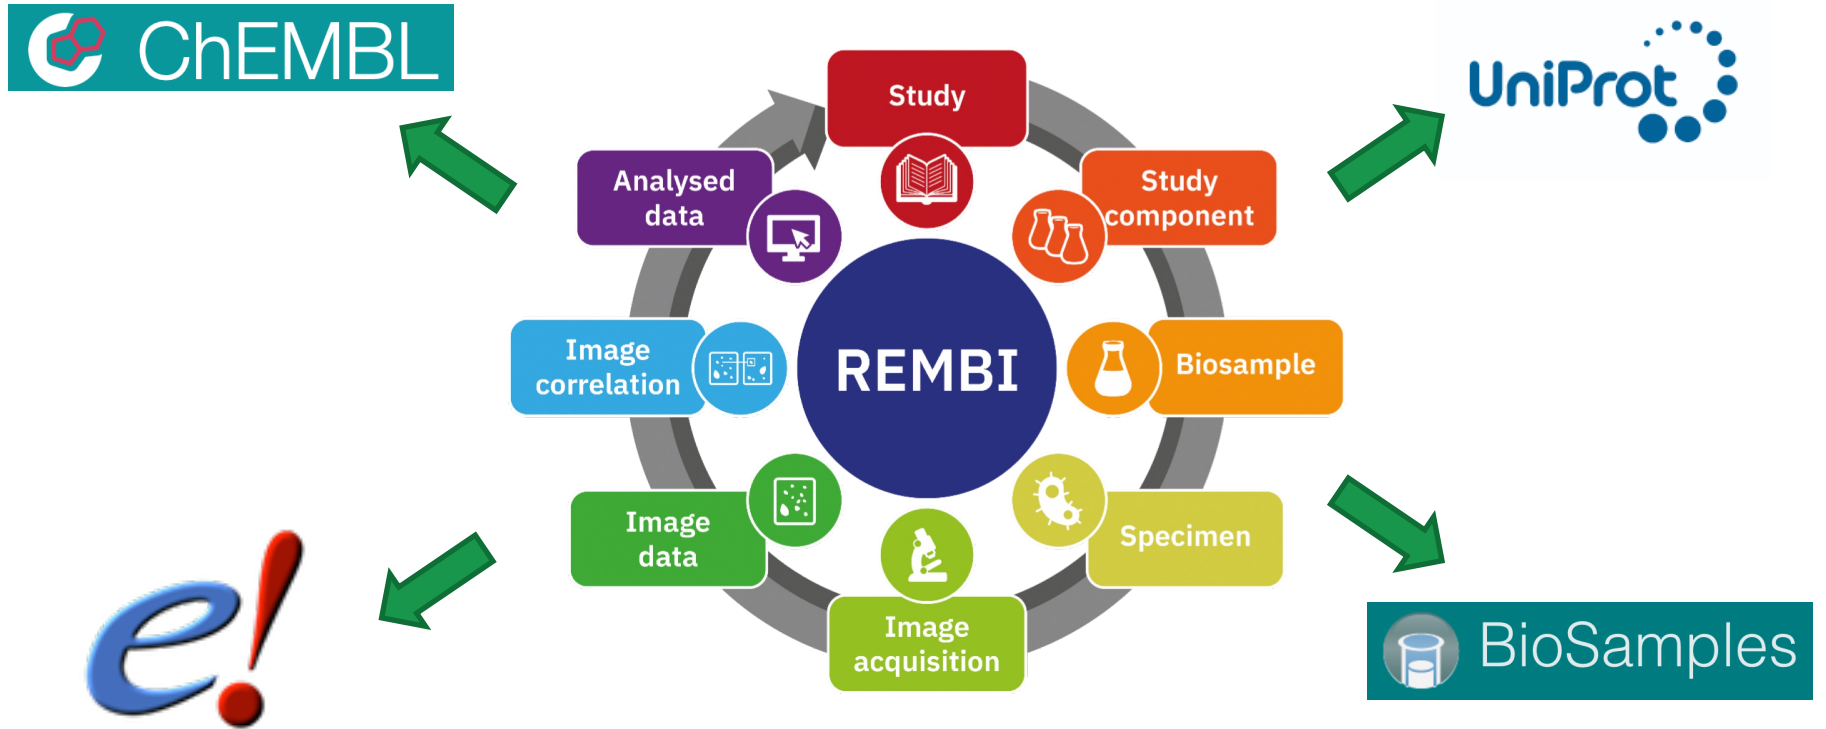 ChEMBL
UniProt
Study
Analysed
data
Study
component
Image
correlation
REMBI
Biosample
Image
data
Specimen
Image
acquisition
e!
BioSamples